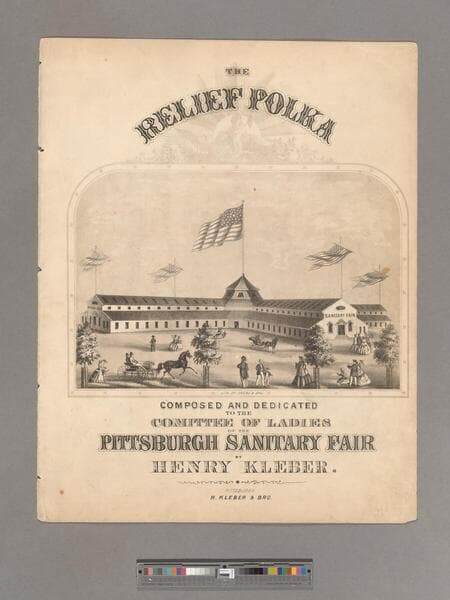 THE
RELIEF POLKA
SANITARY FAIR
COMPOSED AND DEDICATED
TO THE
COMITTEE OF LADIES
OF THE
PITTSBURGH SANITARY FAIR
BY
HENRY KLEBER.
PITTSBURGH
H. KLEBER & BRO.